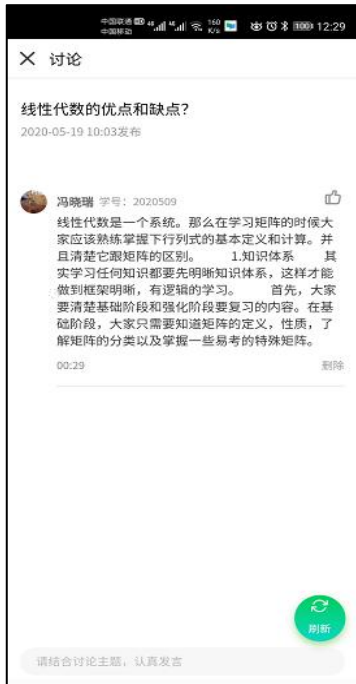 中国联通 HD 46 46 160 K/s 100 12:29
中国移动
讨论
线性代数的优点和缺点?
2020-05-19 10:03发布
冯晓瑞 学号: 2020509
线性代数是一个系统。那么在学习矩阵的时候大
家应该熟练掌握下行列式的基本定义和计算。并
且清楚它跟矩阵的区别。 1.知识体系 其
实学习任何知识都要先明晰知识体系,这样才能
做到框架明晰,有逻辑的学习。 首先,大家
要清楚基础阶段和强化阶段要复习的内容。在基
础阶段,大家只需要知道矩阵的定义,性质,了
解矩阵的分类以及掌握一些易考的特殊矩阵。
00:29 删除
刷新
请结合讨论主题,认真发言